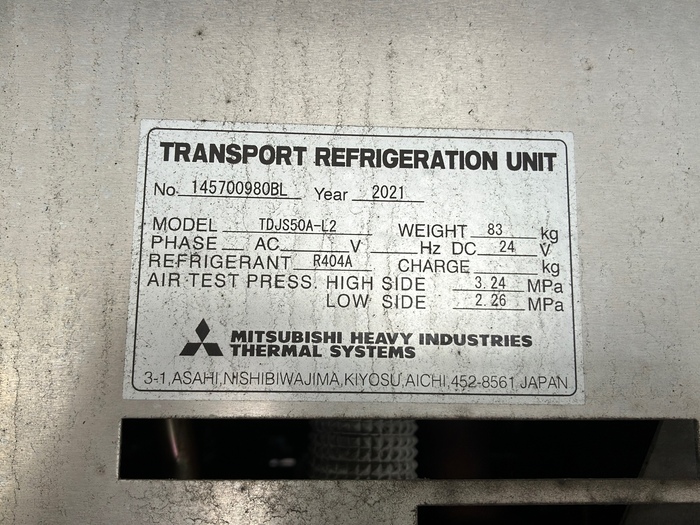 TRANSPORT REFRIGERATION UNIT
No. 145700980BL Year 2021
MODEL TDJS50A-L2 WEIGHT 83 kg
PHASE AC V Hz DC 24 V
REFRIGERANT R404A CHARGE kg
AIR TEST PRESS. HIGH SIDE 3.24 MPa
LOW SIDE 2.26 MPa
MITSUBISHI HEAVY INDUSTRIES
THERMAL SYSTEMS
3-1,ASAHI,NISHIBIWAJIMA,KIYOSU,AICHI,452-8561,JAPAN